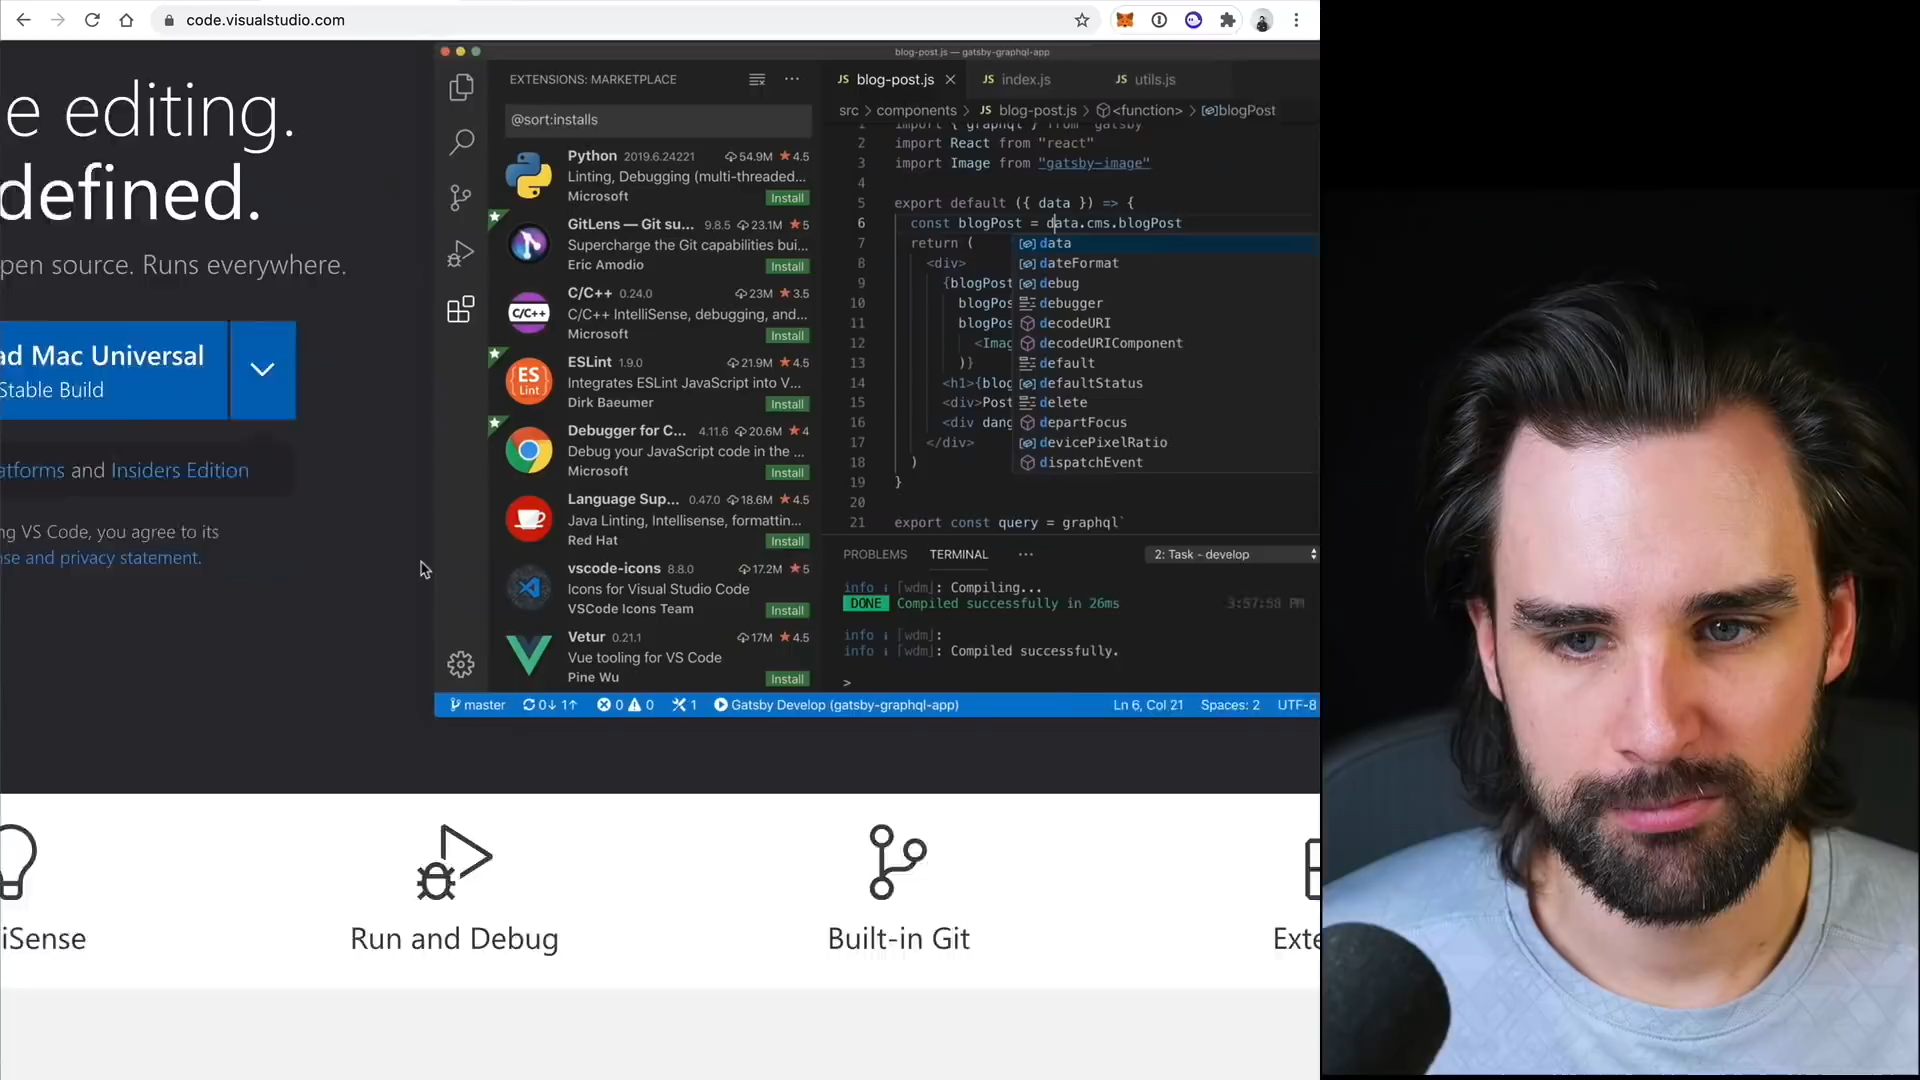 code.visualstudio.com
e editing.
defined.
pen source. Runs everywhere.
ad Mac Universal
Stable Build
atforms and Insiders Edition
ng VS Code, you agree to its
nse and privacy statement.
blog-post.js — gatsby-graphql-app
EXTENSIONS: MARKETPLACE
@sort:installs
Python 2019.6.24221 54.9M ★4.5
Linting, Debugging (multi-threaded...
Microsoft Install
GitLens — Git su... 9.8.5 23.1M ★5
Supercharge the Git capabilities bui...
Eric Amodio Install
C/C++ 0.24.0 23M ★3.5
C/C++
C/C++ IntelliSense, debugging, and...
Microsoft Install
ESLint 1.9.0 21.9M ★4.5
ES Lint
Integrates ESLint JavaScript into V...
Dirk Baeumer Install
Debugger for C... 4.11.6 20.6M ★4
Debug your JavaScript code in the ...
Microsoft Install
Language Sup... 0.47.0 18.6M ★4.5
Java Linting, Intellisense, formattin...
Red Hat Install
vscode-icons 8.8.0 17.2M ★5
Icons for Visual Studio Code
VSCode Icons Team Install
Vetur 0.21.1 17M ★4.5
Vue tooling for VS Code
Pine Wu Install
JS blog-post.js JS index.js JS utils.js
src > components > JS blog-post.js > <function> > blogPost
1 import { graphql } from "gatsby"
2 import React from "react"
3 import Image from "gatsby-image"
4
5 export default ({ data }) => {
6 const blogPost = data.cms.blogPost
7 return (
8 <div>
9 {blogPos
10 blogPos
11 blogPos
12 <Imag
13 )}
14 <h1>{blog
15 <div>Post
16 <div dang
17 </div>
18 )
19 }
20
21 export const query = graphql`
data
dateFormat
debug
debugger
decodeURI
decodeURIComponent
default
defaultStatus
delete
departFocus
devicePixelRatio
dispatchEvent
PROBLEMS TERMINAL ··· 2: Task - develop
info ｢wdm｣: Compiling...
DONE Compiled successfully in 26ms 3:57:58 PM
info ｢wdm｣:
info ｢wdm｣: Compiled successfully.
>
master 0↓ 1↑ 0 0 1 Gatsby Develop (gatsby-graphql-app) Ln 6, Col 21 Spaces: 2 UTF-8
iSense
Run and Debug
Built-in Git
Exte